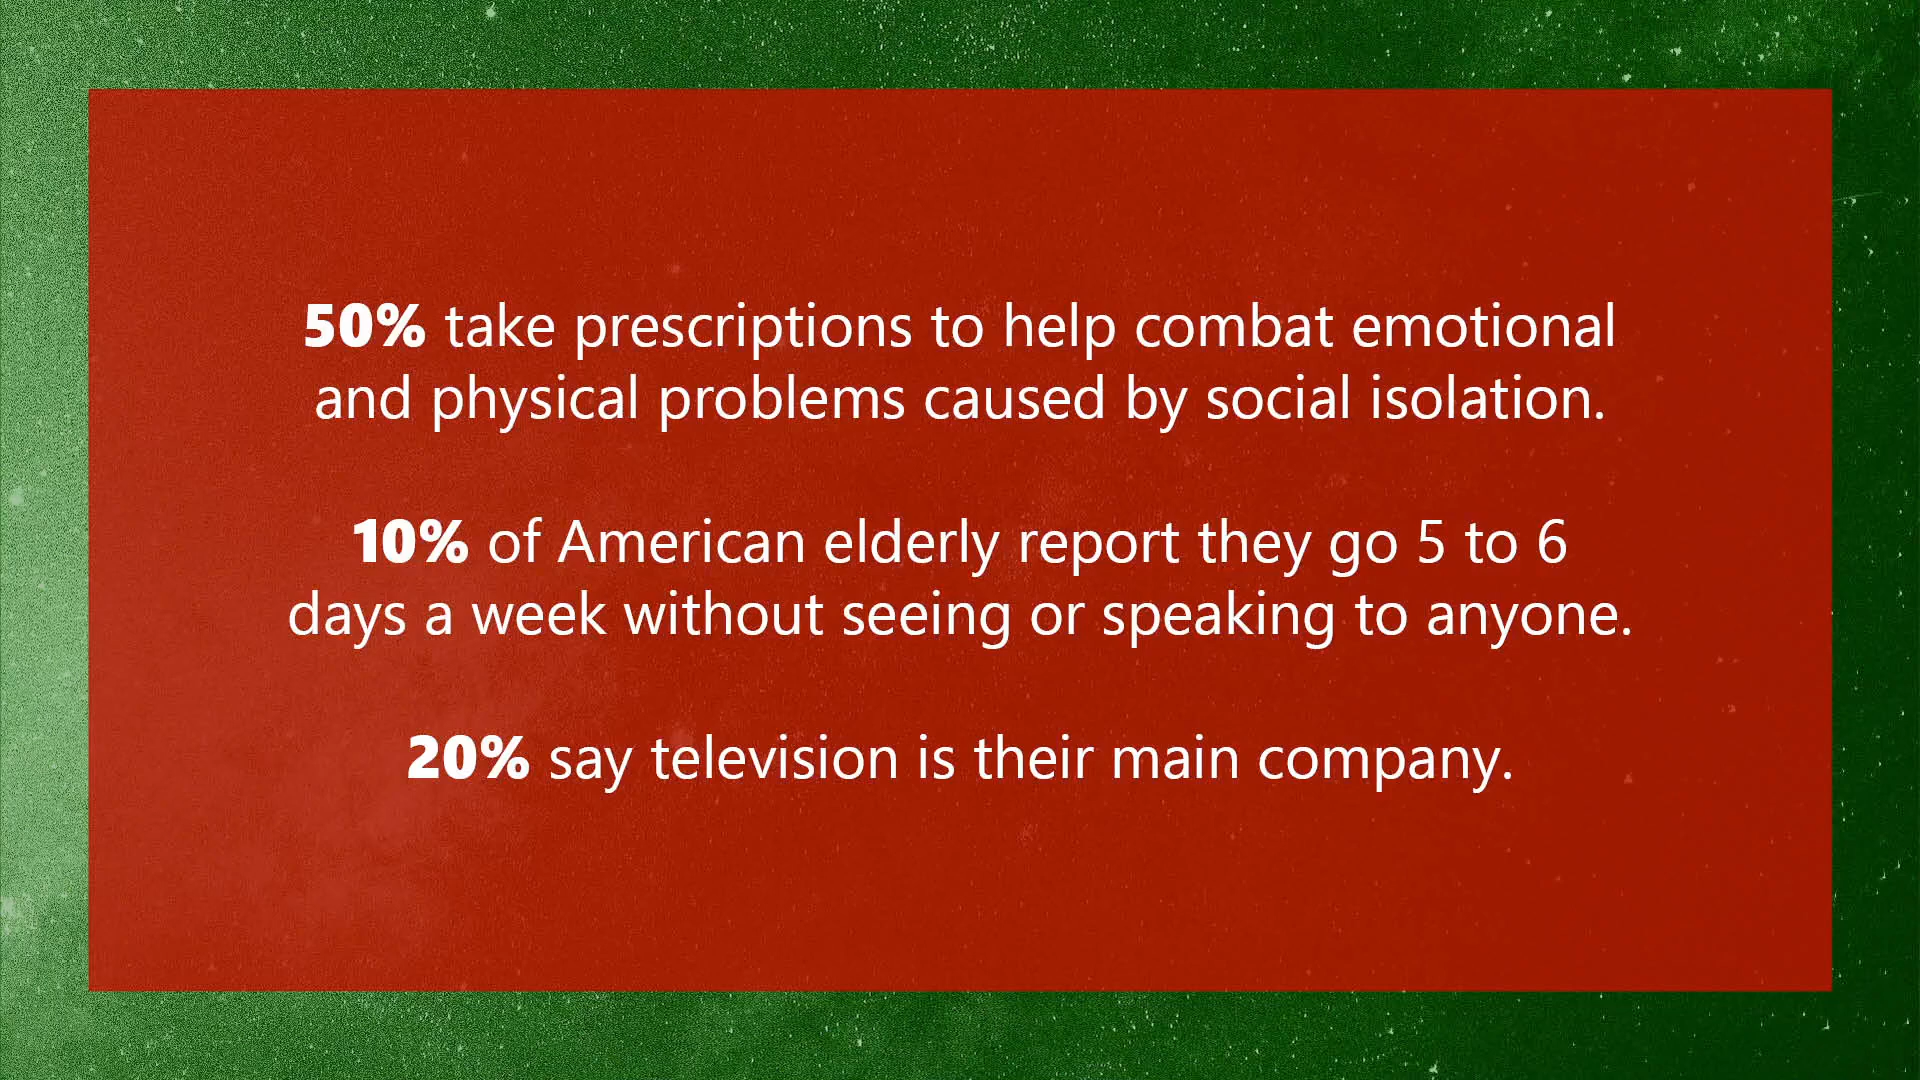 50% take prescriptions to help combat emotional
and physical problems caused by social isolation.
10% of American elderly report they go 5 to 6
days a week without seeing or speaking to anyone.
20% say television is their main company.